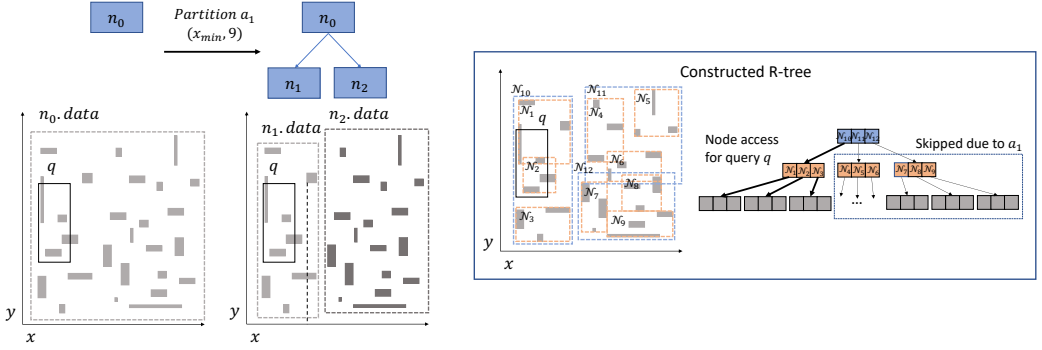 n₀
Partition a₁
(x_min, 9)
n₀
n₁
n₂
n₀.data
q
y
x
n₁.data
n₂.data
q
y
x
Constructed R-tree
𝒩₁₀
𝒩₁
q
𝒩₂
𝒩₃
𝒩₁₁
𝒩₄
𝒩₅
𝒩₆
𝒩₁₂
𝒩₇
𝒩₈
𝒩₉
y
x
Node access
for query q
Skipped due to a₁
𝒩₁₀ 𝒩₁₁ 𝒩₁₂
𝒩₁ 𝒩₂ 𝒩₃
𝒩₄ 𝒩₅ 𝒩₆
𝒩₇ 𝒩₈ 𝒩₉
...